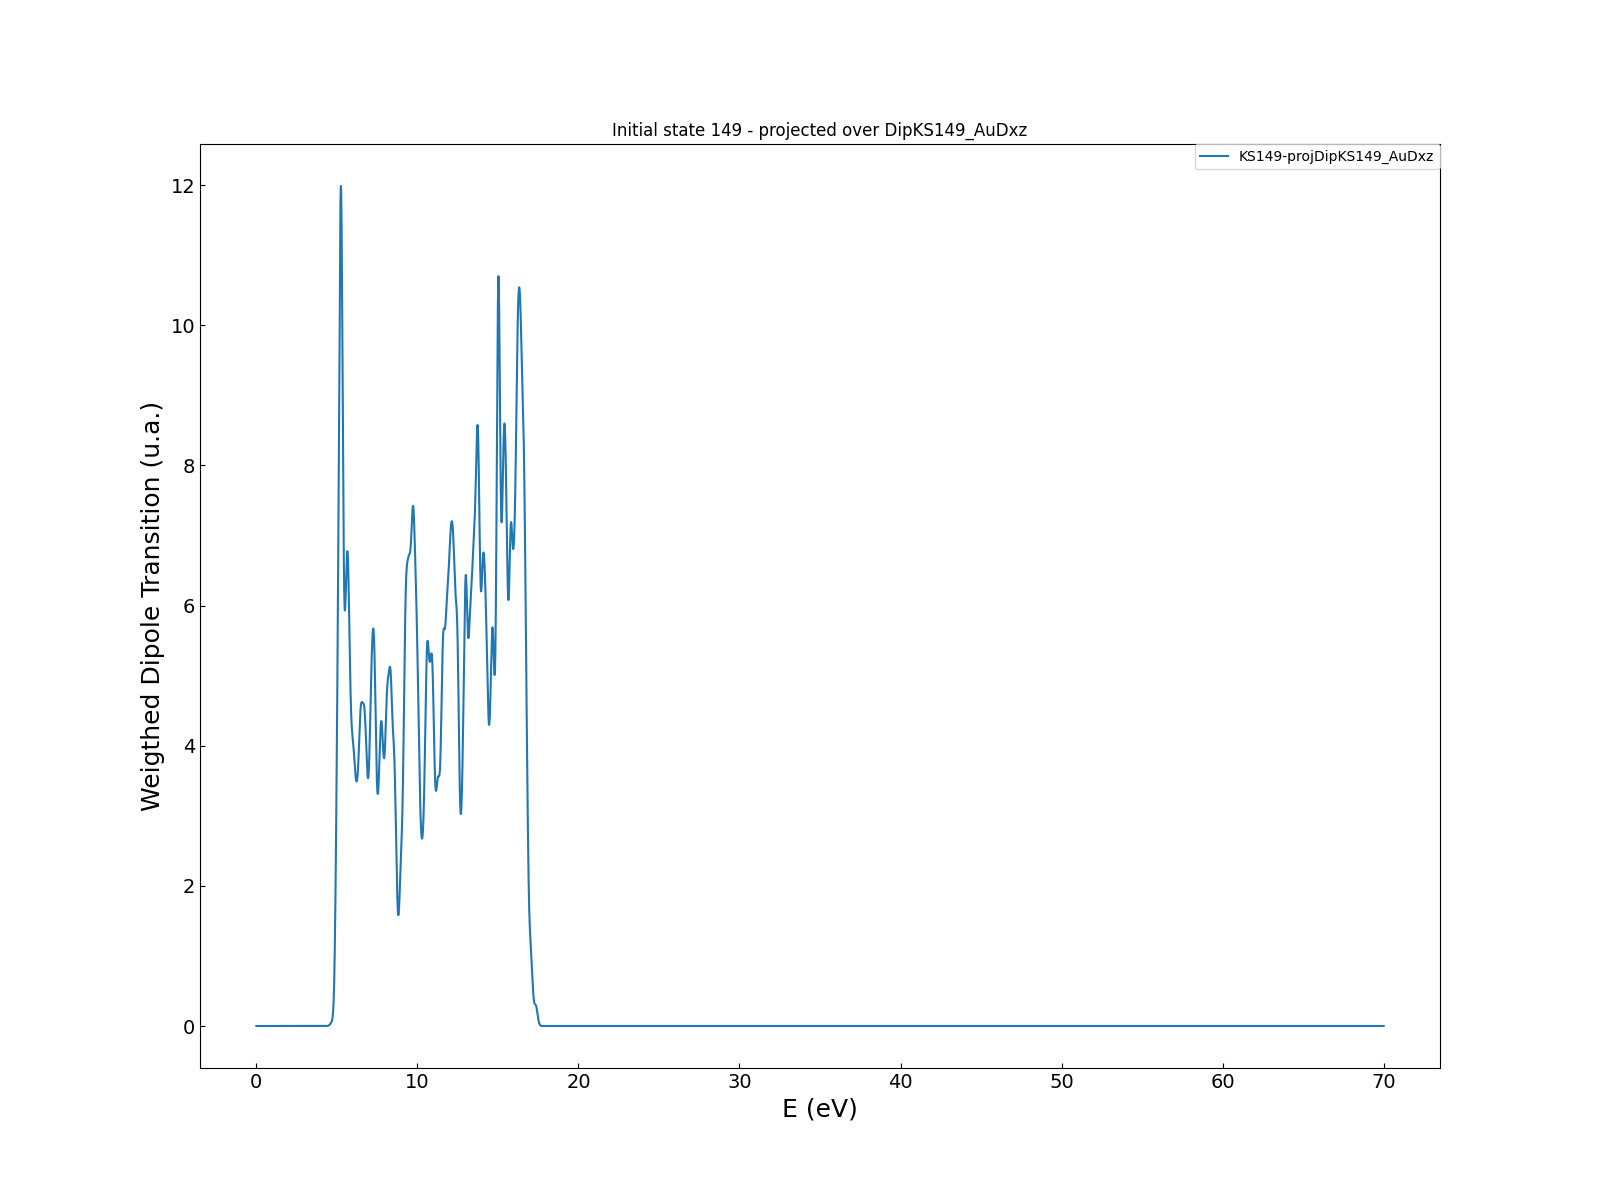 Initial state 149 - projected over DipKS149_AuDxz
KS149-projDipKS149_AuDxz
Weigthed Dipole Transition (u.a.)
12
10
8
6
4
2
0
0 10 20 30 40 50 60 70
E (eV)